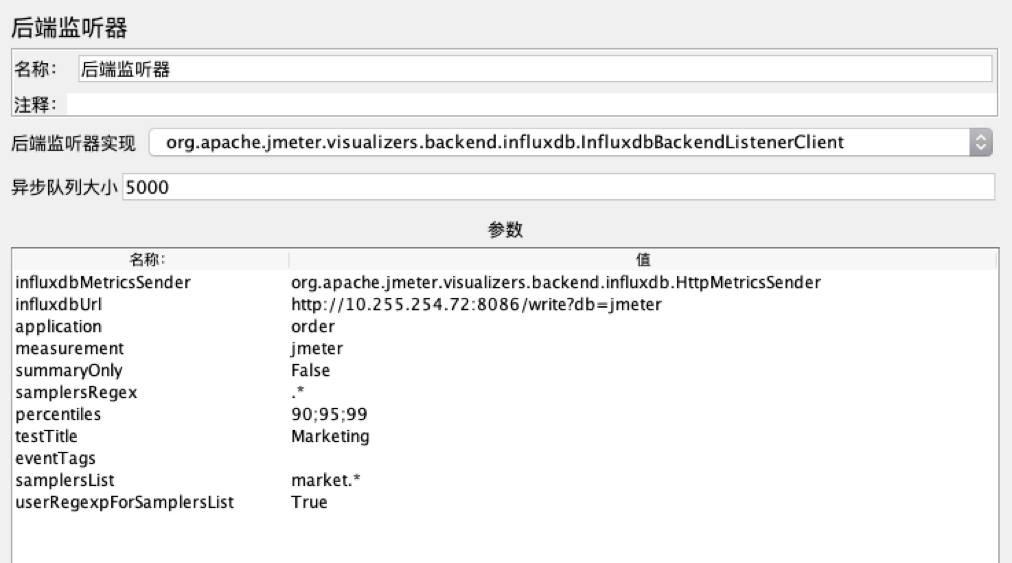 后端监听器
名称： 后端监听器
注释：
后端监听器实现 org.apache.jmeter.visualizers.backend.influxdb.InfluxdbBackendListenerClient
异步队列大小 5000
参数
名称： 值
influxdbMetricsSender org.apache.jmeter.visualizers.backend.influxdb.HttpMetricsSender
influxdbUrl http://10.255.254.72:8086/write?db=jmeter
application order
measurement jmeter
summaryOnly False
samplersRegex .*
percentiles 90;95;99
testTitle Marketing
eventTags
samplersList market.*
userRegexpForSamplersList True